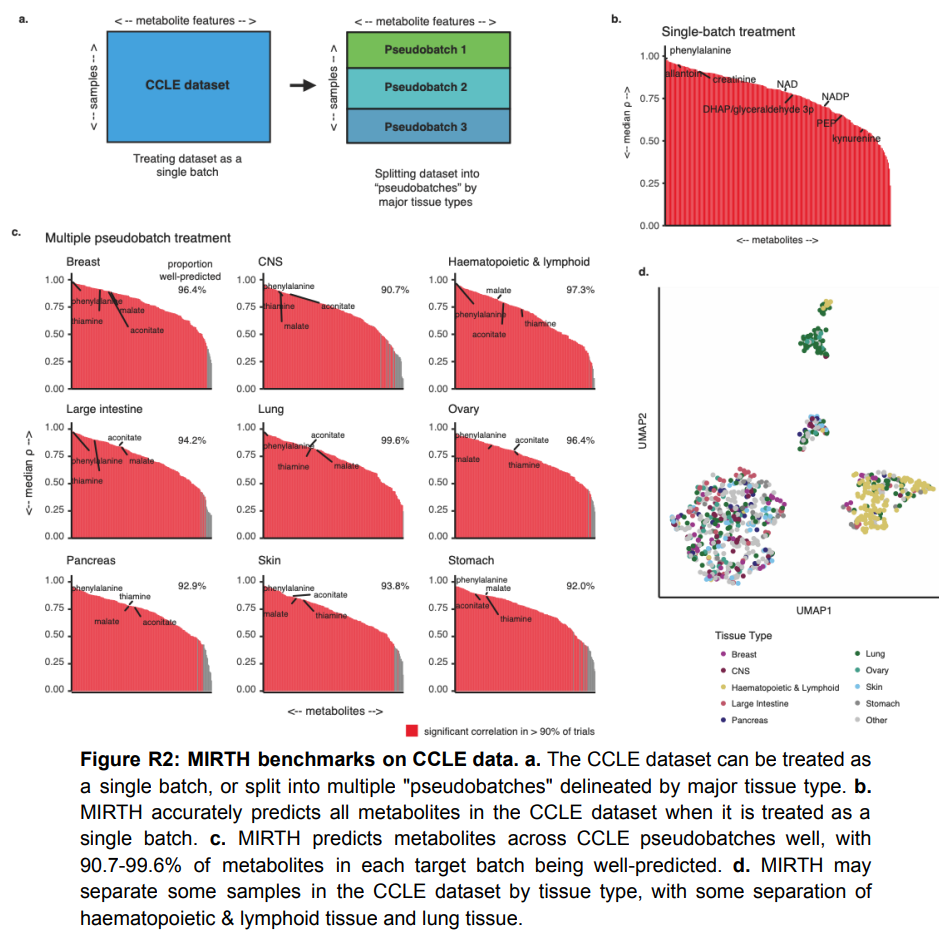 a.
< -- metabolite features -- >
< -- metabolite features -- >
< -- samples -- >
CCLE dataset
< -- samples -- >
Pseudobatch 1
Pseudobatch 2
Pseudobatch 3
Treating dataset as a
single batch
Splitting dataset into
"pseudobatches" by
major tissue types
b.
Single-batch treatment
<-- median ρ -->
1.00
0.75
0.50
0.25
0.00
phenylalanine
allantoin
creatinine
NAD
DHAP/glyceraldehyde 3p
NADP
PEP
kynurenine
<-- metabolites -->
c.
Multiple pseudobatch treatment
<-- median ρ -->
Breast
proportion
well-predicted
96.4%
1.00
0.75
0.50
0.25
0.00
phenylalanine
malate
thiamine
aconitate
CNS
90.7%
1.00
0.75
0.50
0.25
0.00
phenylalanine
thiamine
aconitate
malate
Haematopoietic & lymphoid
97.3%
1.00
0.75
0.50
0.25
0.00
malate
phenylalanine
thiamine
aconitate
Large intestine
94.2%
1.00
0.75
0.50
0.25
0.00
aconitate
phenylalanine
malate
thiamine
Lung
99.6%
1.00
0.75
0.50
0.25
0.00
aconitate
phenylalanine
thiamine
malate
Ovary
96.4%
1.00
0.75
0.50
0.25
0.00
phenylalanine
aconitate
malate
thiamine
Pancreas
92.9%
1.00
0.75
0.50
0.25
0.00
phenylalanine
thiamine
malate
aconitate
Skin
93.8%
1.00
0.75
0.50
0.25
0.00
phenylalanine
aconitate
malate
thiamine
Stomach
92.0%
1.00
0.75
0.50
0.25
0.00
phenylalanine
malate
aconitate
thiamine
<-- metabolites -->
significant correlation in > 90% of trials
d.
UMAP2
UMAP1
Tissue Type
Breast
CNS
Haematopoietic & Lymphoid
Large Intestine
Pancreas
Lung
Ovary
Skin
Stomach
Other
Figure R2: MIRTH benchmarks on CCLE data. a. The CCLE dataset can be treated as
a single batch, or split into multiple "pseudobatches" delineated by major tissue type. b.
MIRTH accurately predicts all metabolites in the CCLE dataset when it is treated as a
single batch. c. MIRTH predicts metabolites across CCLE pseudobatches well, with
90.7-99.6% of metabolites in each target batch being well-predicted. d. MIRTH may
separate some samples in the CCLE dataset by tissue type, with some separation of
haematopoietic & lymphoid tissue and lung tissue.